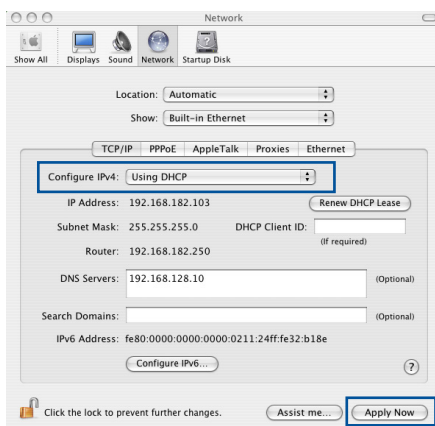 Network
Show All Displays Sound Network Startup Disk
Location: Automatic
Show: Built-in Ethernet
TCP/IP PPPoE AppleTalk Proxies Ethernet
Configure IPv4: Using DHCP
IP Address: 192.168.182.103 Renew DHCP Lease
Subnet Mask: 255.255.255.0 DHCP Client ID:
(If required)
Router: 192.168.182.250
DNS Servers: 192.168.128.10 (Optional)
Search Domains: (Optional)
IPv6 Address: fe80:0000:0000:0000:0211:24ff:fe32:b18e
Configure IPv6...
?
Click the lock to prevent further changes. Assist me... Apply Now